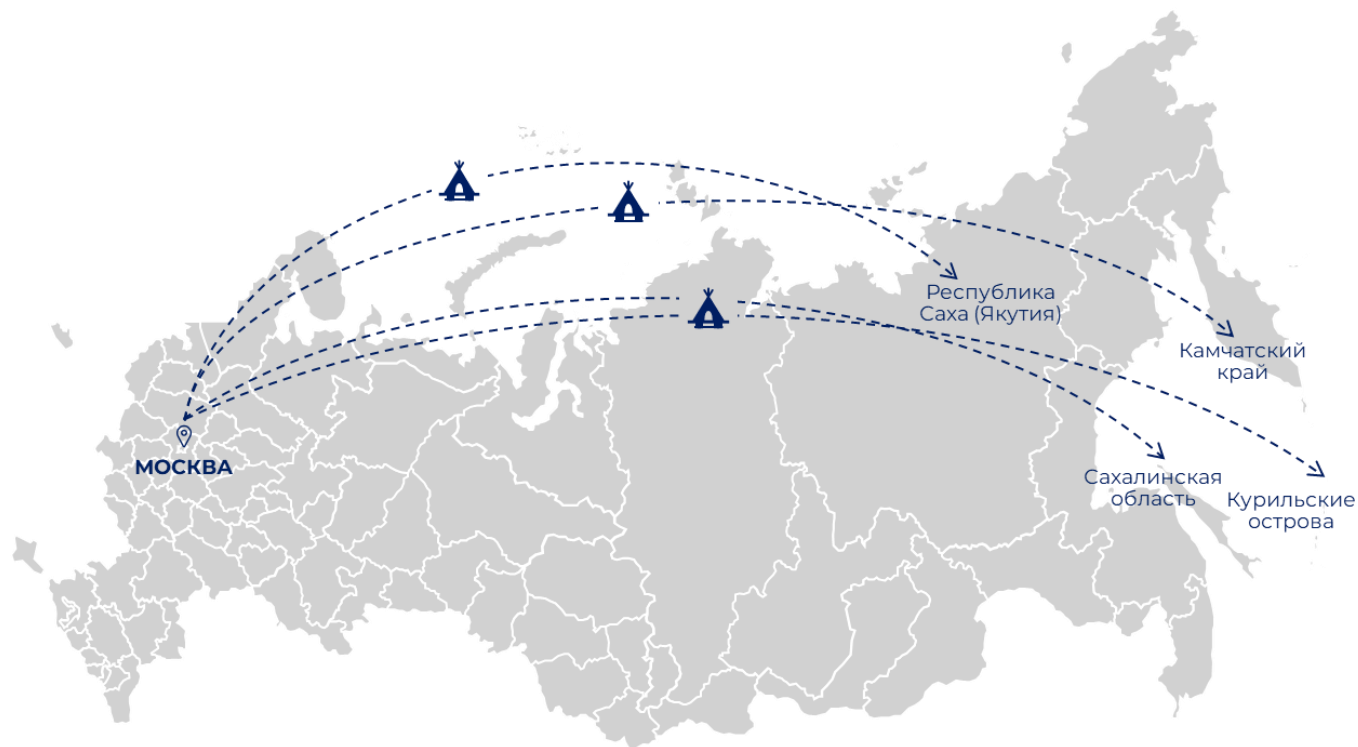 МОСКВА
Республика
Саха (Якутия)
Камчатский
край
Сахалинская
область
Курильские
острова